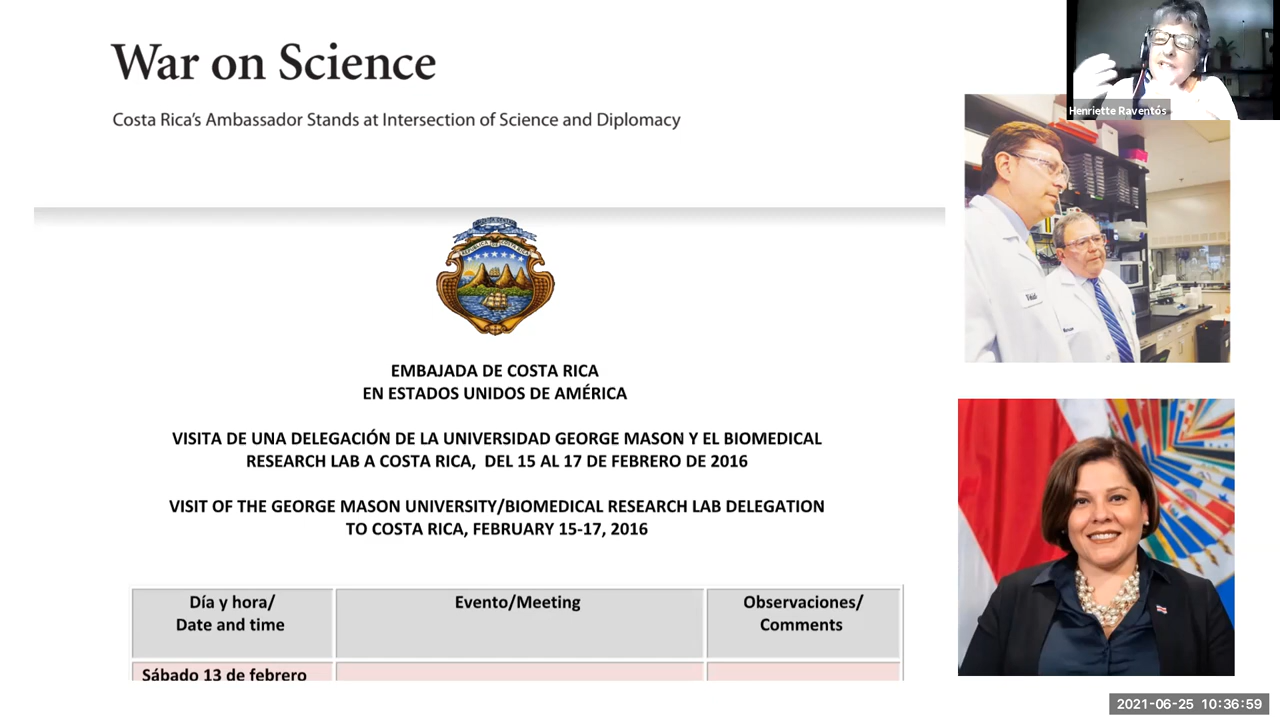 War on Science
Costa Rica's Ambassador Stands at Intersection of Science and Diplomacy
Henriette Raventós
REPUBLICA DE COSTA RICA
EMBAJADA DE COSTA RICA
EN ESTADOS UNIDOS DE AMÉRICA
VISITA DE UNA DELEGACIÓN DE LA UNIVERSIDAD GEORGE MASON Y EL BIOMEDICAL
RESEARCH LAB A COSTA RICA, DEL 15 AL 17 DE FEBRERO DE 2016
VISIT OF THE GEORGE MASON UNIVERSITY/BIOMEDICAL RESEARCH LAB DELEGATION
TO COSTA RICA, FEBRUARY 15-17, 2016
Día y hora/
Date and time
Evento/Meeting
Observaciones/
Comments
Sábado 13 de febrero
2021-06-25 10:36:59